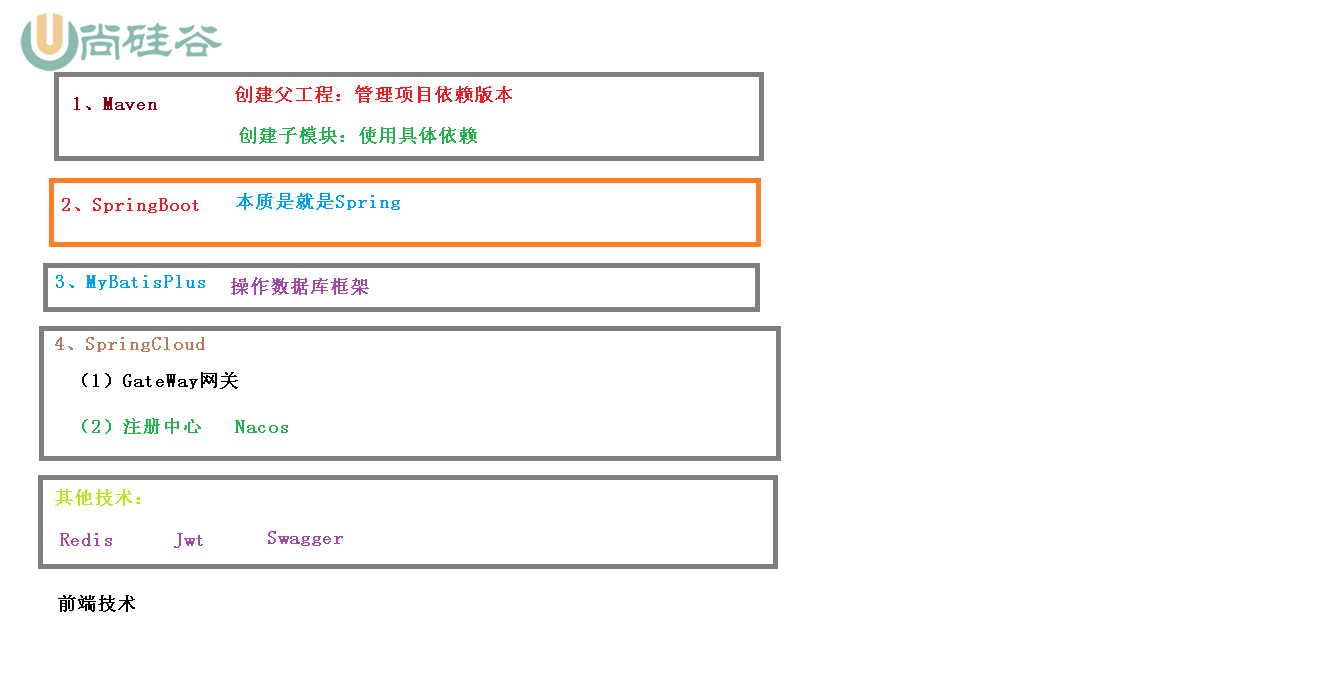 尚硅谷
1、Maven 创建父工程：管理项目依赖版本
创建子模块：使用具体依赖
2、SpringBoot 本质是就是Spring
3、MyBatisPlus 操作数据库框架
4、SpringCloud
（1）GateWay网关
（2）注册中心 Nacos
其他技术：
Redis Jwt Swagger
前端技术